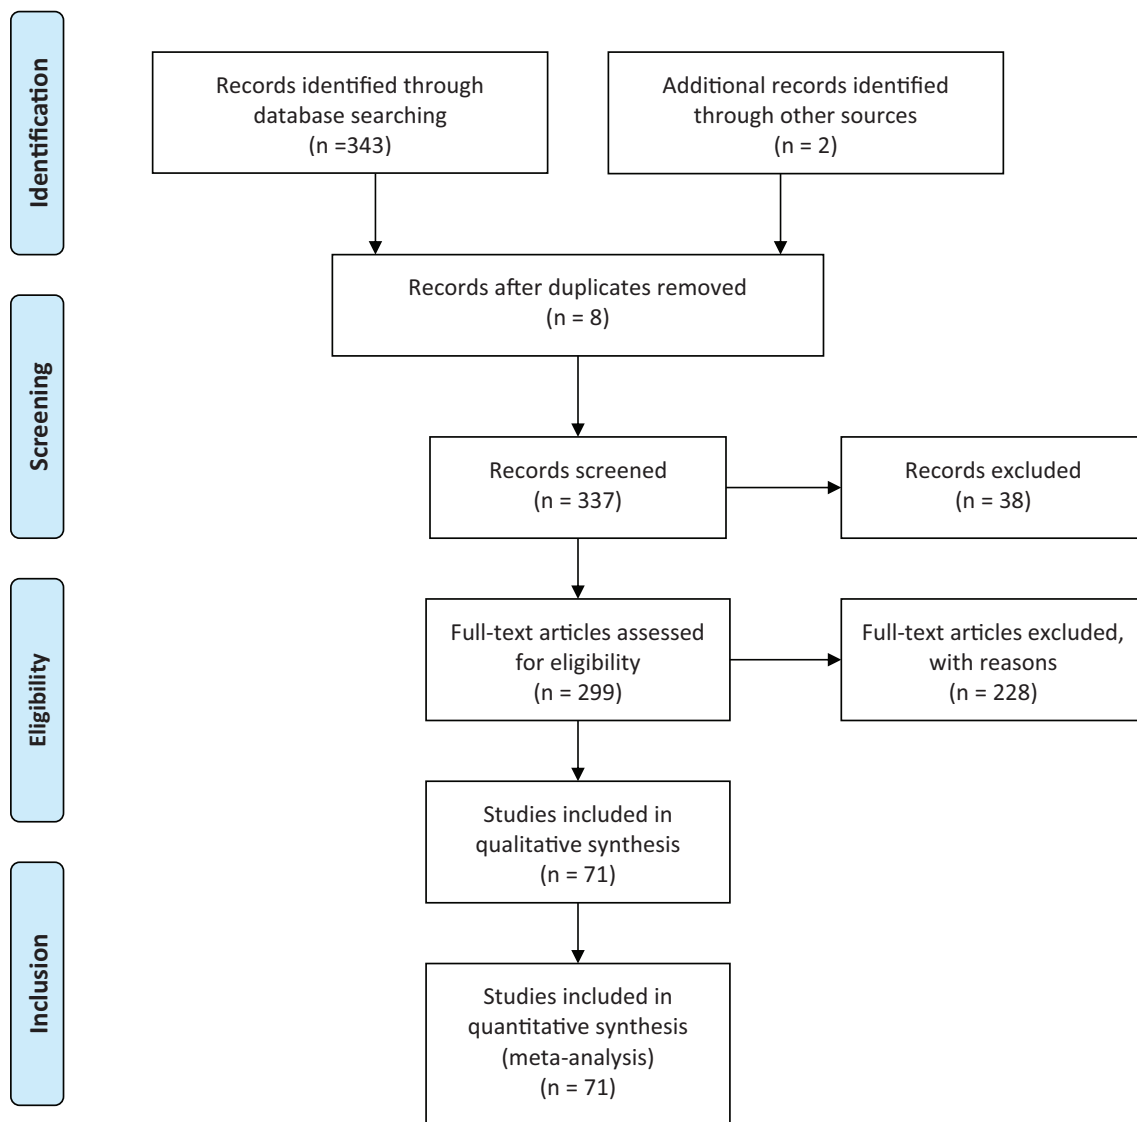 Identification
Records identified through
database searching
(n =343)
Additional records identified
through other sources
(n = 2)
Records after duplicates removed
(n = 8)
Screening
Records screened
(n = 337)
Records excluded
(n = 38)
Eligibility
Full-text articles assessed
for eligibility
(n = 299)
Full-text articles excluded,
with reasons
(n = 228)
Studies included in
qualitative synthesis
(n = 71)
Inclusion
Studies included in
quantitative synthesis
(meta-analysis)
(n = 71)